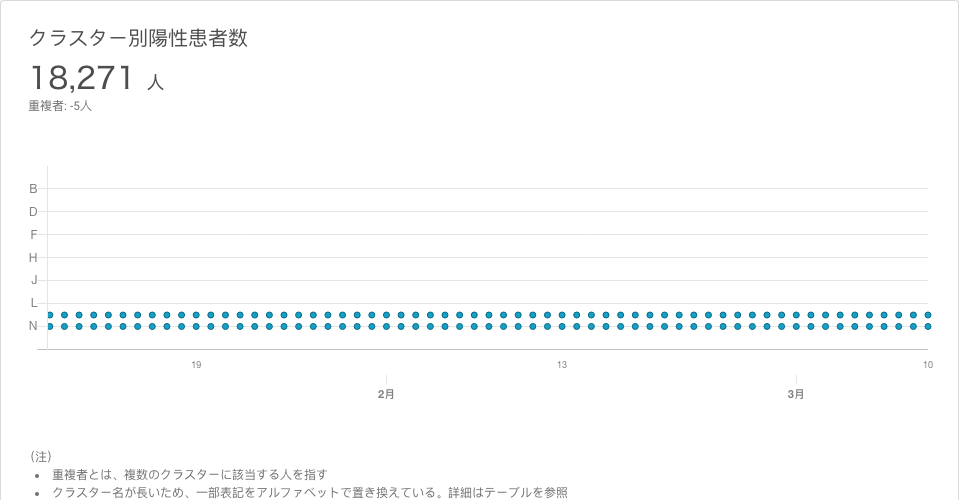 クラスター別陽性患者数
18,271 人
重複者: -5人
B
D
F
H
J
L
N
19 13 10
2月 3月
(注)
• 重複者とは、複数のクラスターに該当する人を指す
• クラスター名が長いため、一部表記をアルファベットで置き換えている。詳細はテーブルを参照